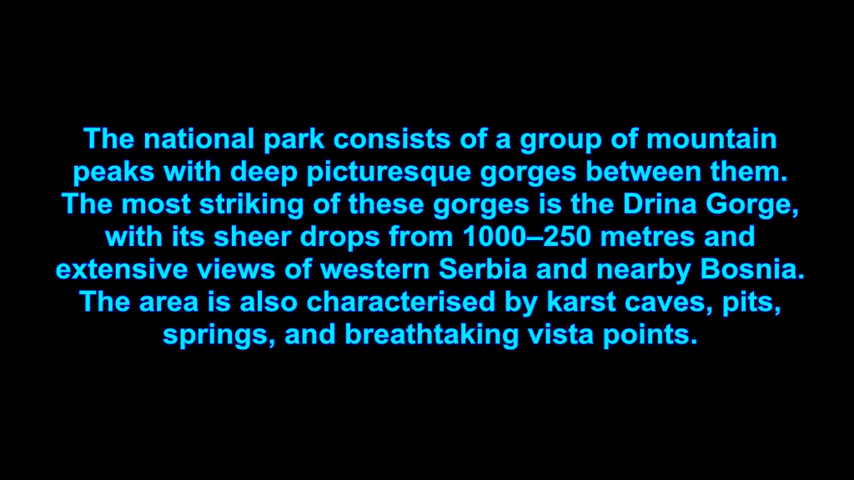 The national park consists of a group of mountain
peaks with deep picturesque gorges between them.
The most striking of these gorges is the Drina Gorge,
with its sheer drops from 1000–250 metres and
extensive views of western Serbia and nearby Bosnia.
The area is also characterised by karst caves, pits,
springs, and breathtaking vista points.